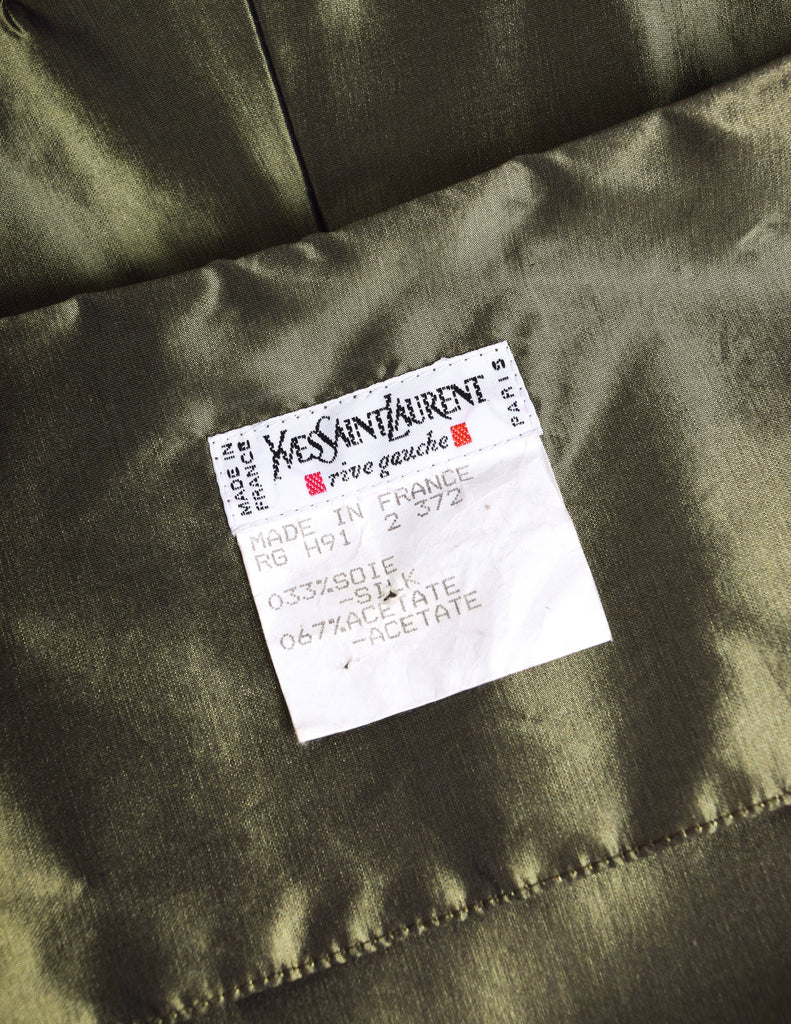 MADE IN
FRANCE
YVESSAINTLAURENT
rive gauche
PARIS
MADE IN FRANCE
RG H91 2 372
033%SOIE
-SILK
067%ACETATE
-ACETATE